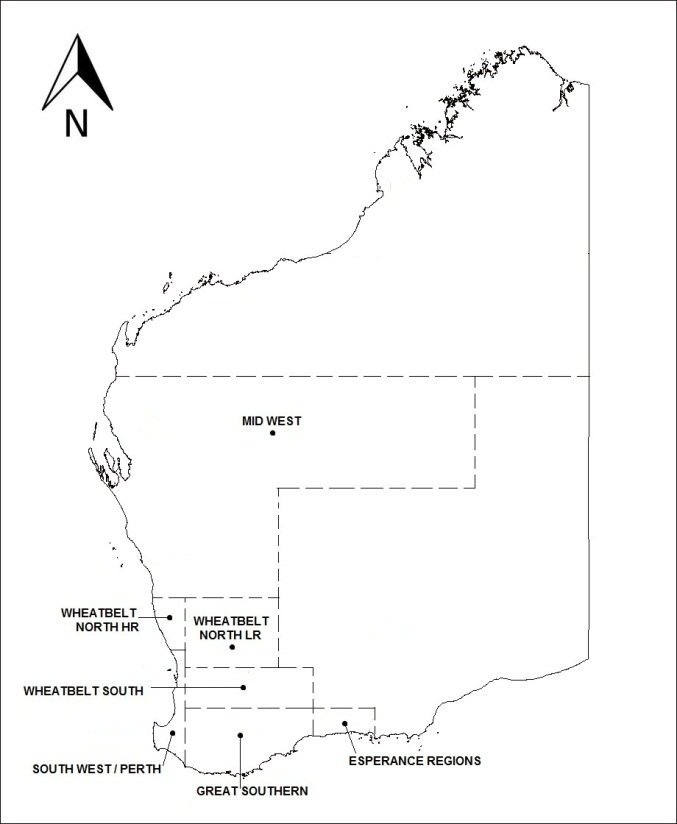 N
MID WEST
WHEATBELT
NORTH HR
WHEATBELT
NORTH LR
WHEATBELT SOUTH
SOUTH WEST / PERTH
ESPERANCE REGIONS
GREAT SOUTHERN